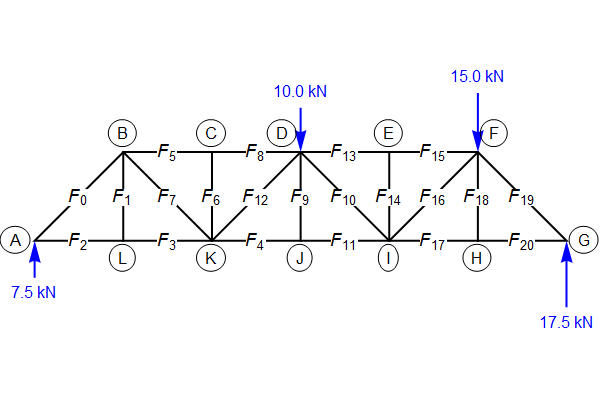 15.0 kN
10.0 kN
B C D E F
F5 F8 F13 F15
F0 F1 F7 F6 F12 F9 F10 F14 F16 F18 F19
A F2 F3 F4 F11 F17 F20 G
L K J I H
7.5 kN
17.5 kN